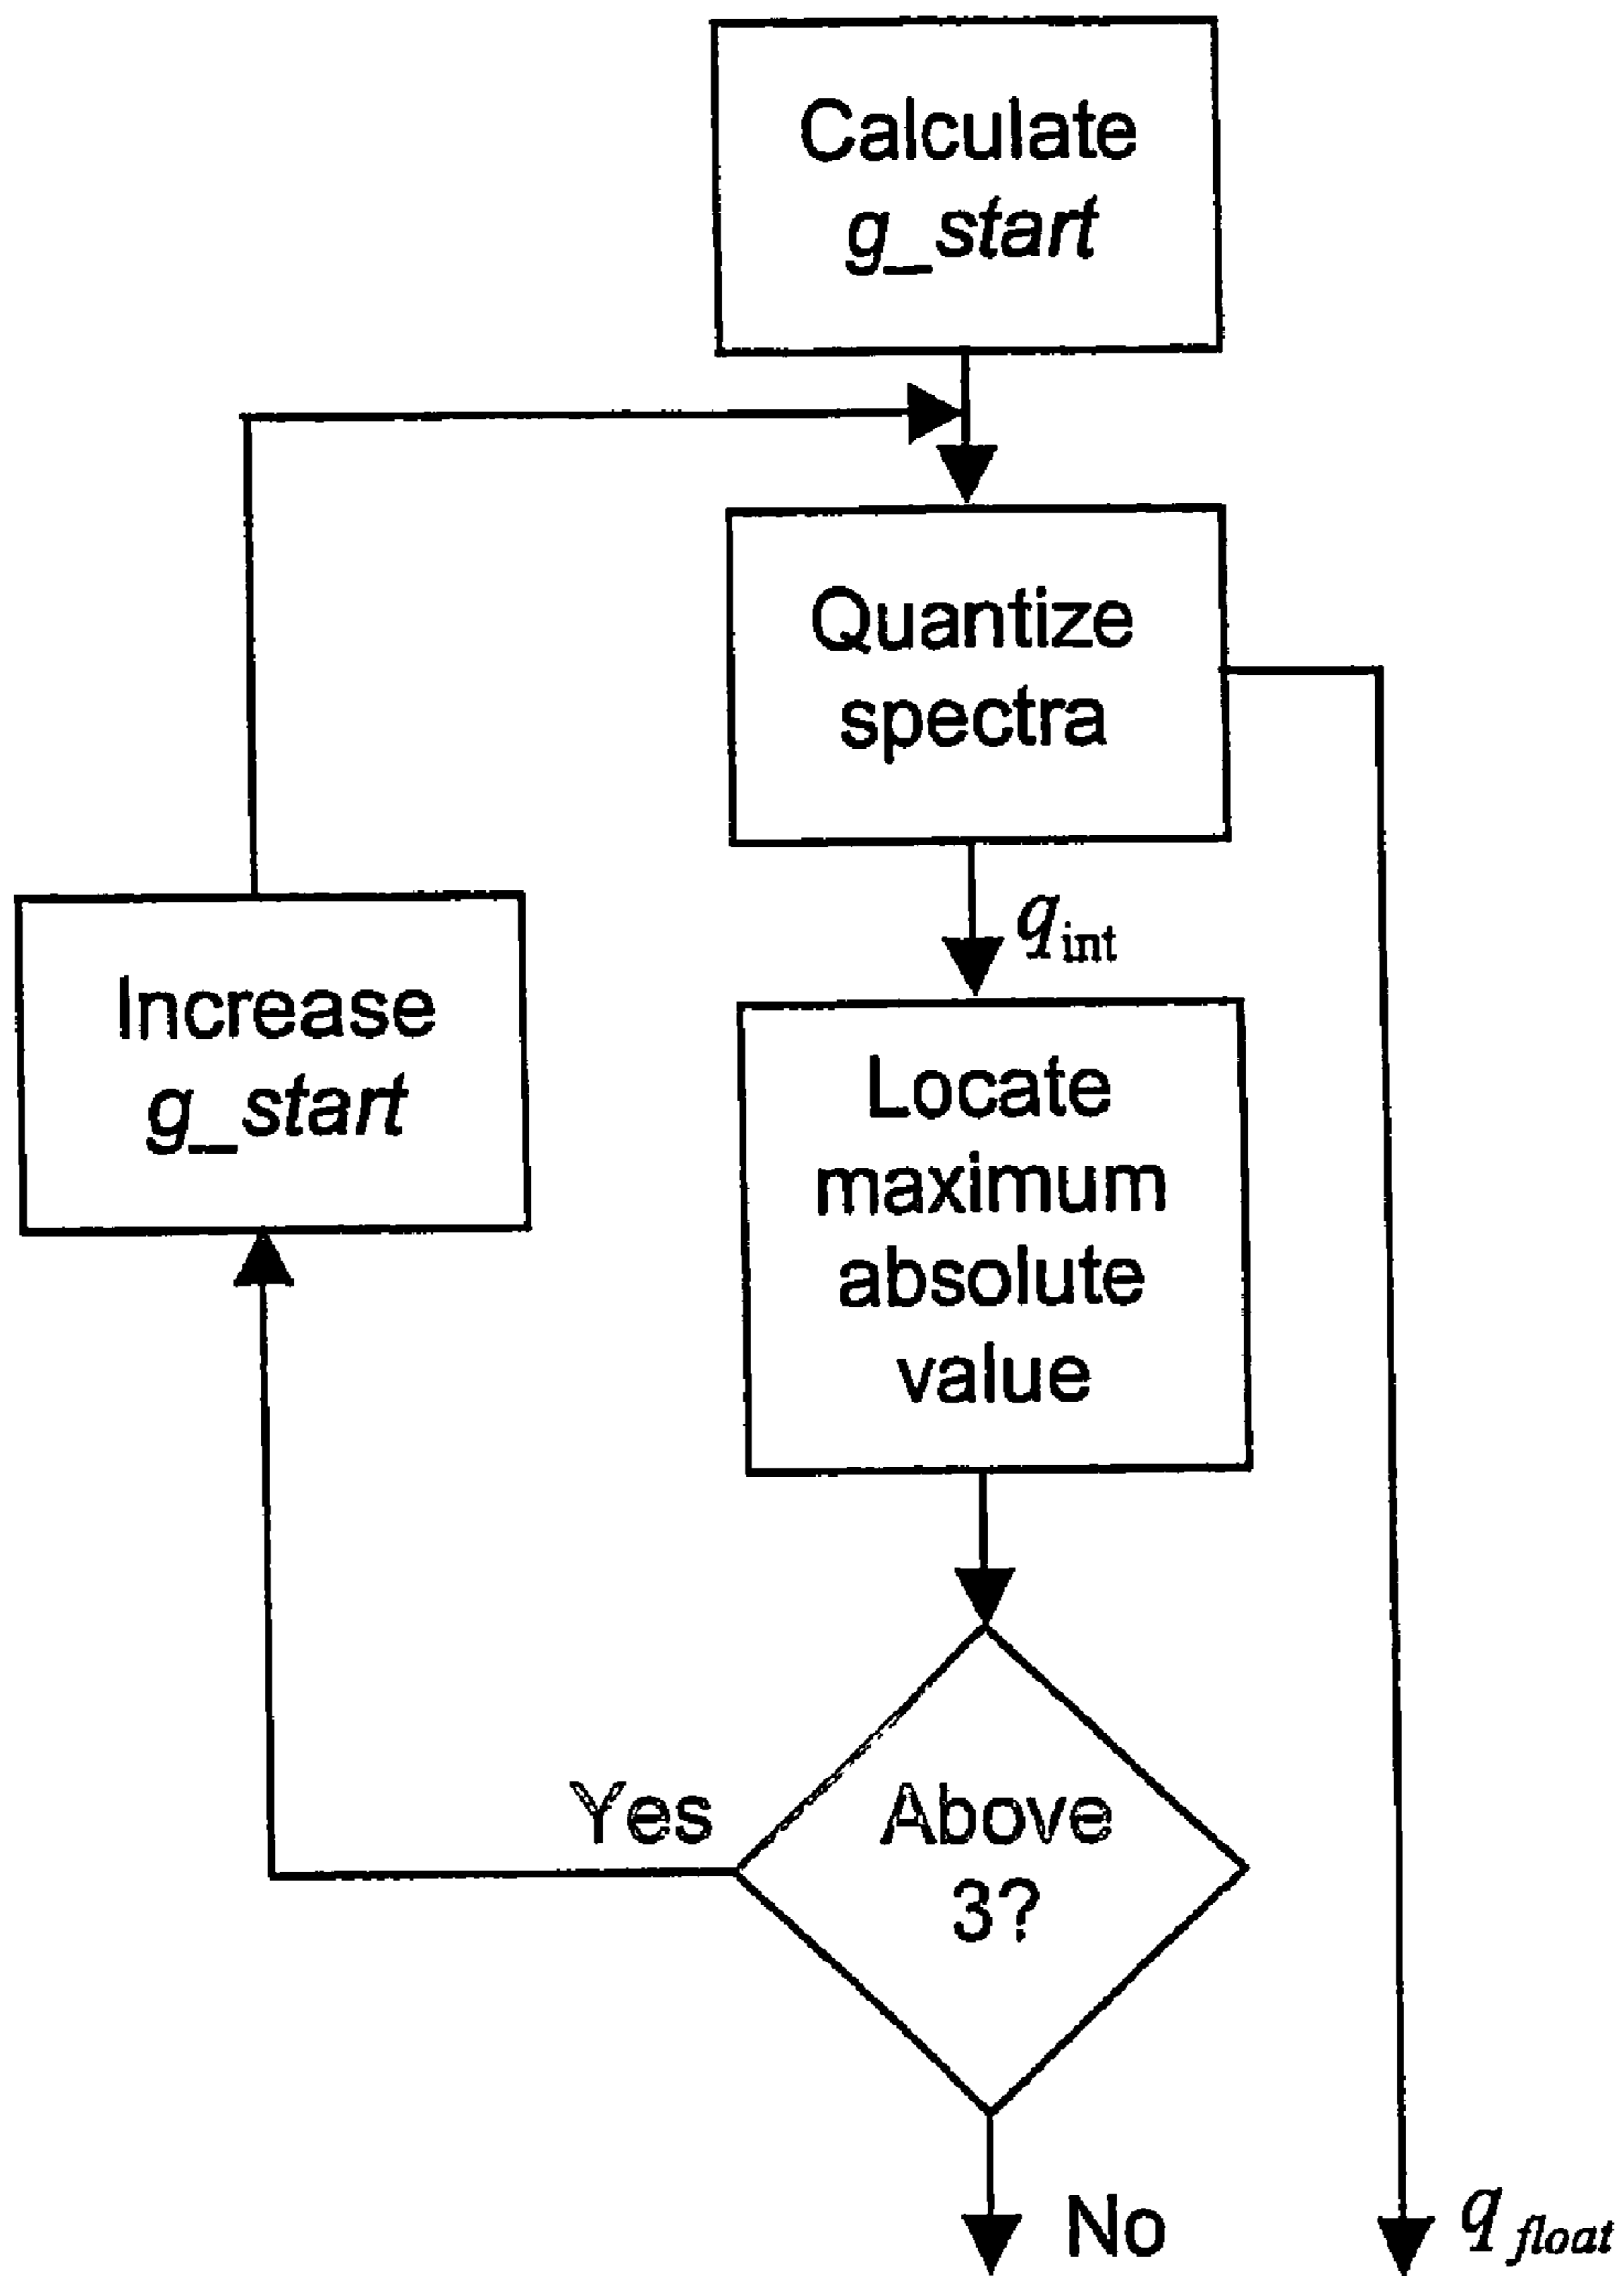 Calculate
g_start
Quantize
spectra
q_int
Increase
g_start
Locate
maximum
absolute
value
Yes
Above
3?
No
q_float